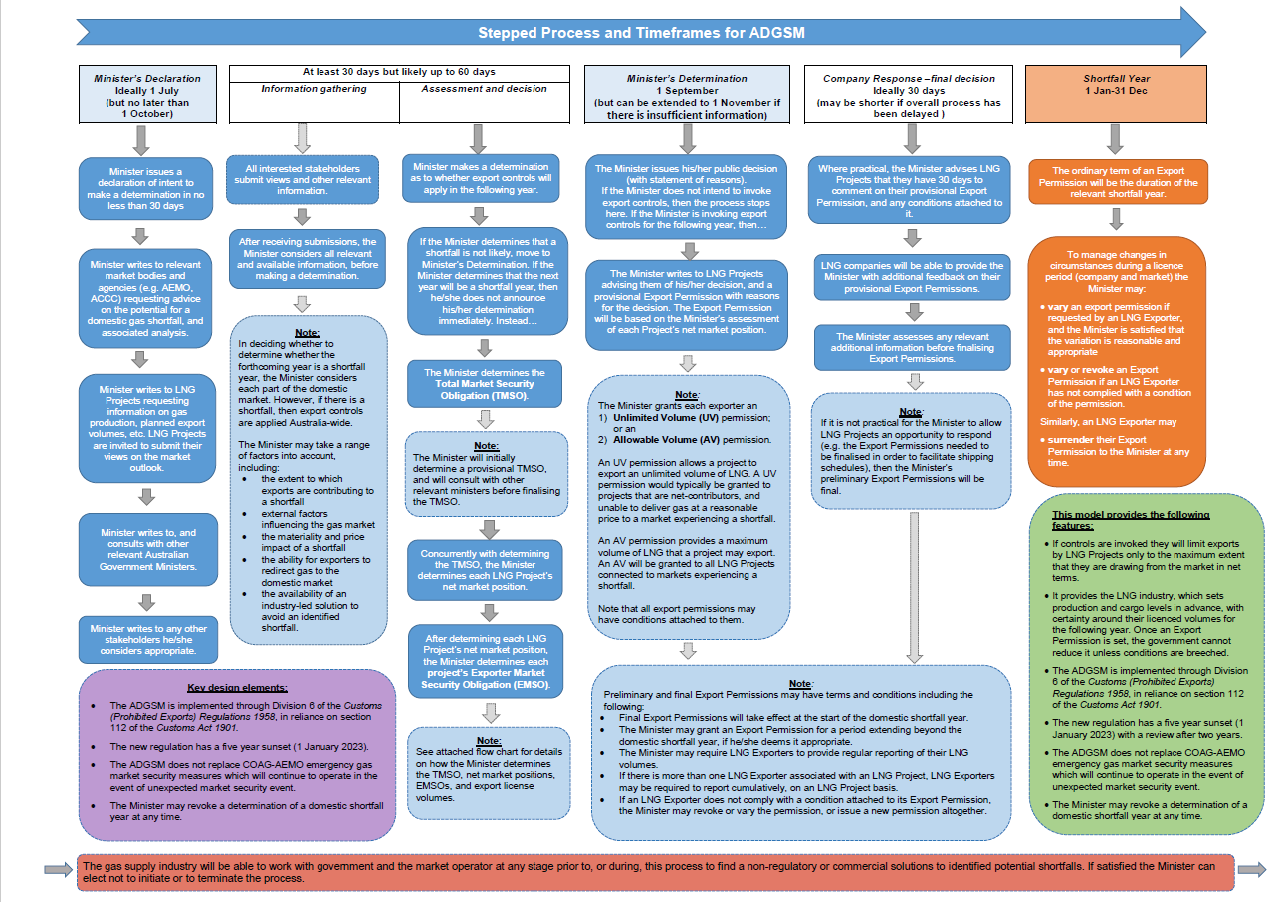 Stepped Process and Timeframes for ADGSM
Minister's Declaration
Ideally 1 July
(but no later than
1 October)
At least 30 days but likely up to 60 days
Information gathering
Assessment and decision
Minister's Determination
1 September
(but can be extended to 1 November if
there is insufficient information)
Company Response –final decision
Ideally 30 days
(may be shorter if overall process has
been delayed )
Shortfall Year
1 Jan-31 Dec
Minister issues a
declaration of intent to
make a determination in no
less than 30 days
Minister writes to relevant
market bodies and
agencies (e.g. AEMO,
ACCC) requesting advice
on the potential for a
domestic gas shortfall, and
associated analysis.
Minister writes to LNG
Projects requesting
information on gas
production, planned export
volumes, etc. LNG Projects
are invited to submit their
views on the market
outlook.
Minister writes to, and
consults with other
relevant Australian
Government Ministers.
Minister writes to any other
stakeholders he/she
considers appropriate.
All interested stakeholders
submit views and other relevant
information.
After receiving submissions, the
Minister considers all relevant
and available information, before
making a determination.
Note:
In deciding whether to
determine whether the
forthcoming year is a shortfall
year, the Minister considers
each part of the domestic
market. However, if there is a
shortfall, then export controls
are applied Australia-wide.
The Minister may take a range
of factors into account,
including:
• the extent to which
exports are contributing to
a shortfall
• external factors
influencing the gas market
• the materiality and price
impact of a shortfall
• the ability for exporters to
redirect gas to the
domestic market
• the availability of an
industry-led solution to
avoid an identified
shortfall.
Minister makes a determination
as to whether export controls will
apply in the following year.
If the Minister determines that a
shortfall is not likely, move to
Minister's Determination. If the
Minister determines that the next
year will be a shortfall year, then
he/she does not announce
his/her determination
immediately. Instead...
The Minister determines the
Total Market Security
Obligation (TMSO).
Note:
The Minister will initially
determine a provisional TMSO,
and will consult with other
relevant ministers before finalising
the TMSO.
Concurrently with determining
the TMSO, the Minister
determines each LNG Project's
net market position.
After determining each LNG
Project's net market positon,
the Minister determines each
project's Exporter Market
Security Obligation (EMSO).
Note:
See attached flow chart for details
on how the Minister determines
the TMSO, net market positions,
EMSOs, and export license
volumes.
The Minister issues his/her public decision
(with statement of reasons).
If the Minister does not intend to invoke
export controls, then the process stops
here. If the Minister is invoking export
controls for the following year, then…
The Minister writes to LNG Projects
advising them of his/her decision, and a
provisional Export Permission with reasons
for the decision. The Export Permission
will be based on the Minister's assessment
of each Project's net market position.
Note:
The Minister grants each exporter an
1) Unlimited Volume (UV) permission;
or an
2) Allowable Volume (AV) permission.
An UV permission allows a project to
export an unlimited volume of LNG. A UV
permission would typically be granted to
projects that are net-contributors, and
unable to deliver gas at a reasonable
price to a market experiencing a shortfall.
An AV permission provides a maximum
volume of LNG that a project may export.
An AV will be granted to all LNG Projects
connected to markets experiencing a
shortfall.
Note that all export permissions may
have conditions attached to them.
Where practical, the Minister advises LNG
Projects that they have 30 days to
comment on their provisional Export
Permission, and any conditions attached to
it.
LNG companies will be able to provide the
Minister with additional feedback on their
provisional Export Permissions.
The Minister assesses any relevant
additional information before finalising
Export Permissions.
Note:
If it is not practical for the Minister to allow
LNG Projects an opportunity to respond
(e.g. the Export Permissions needed to
be finalised in order to facilitate shipping
schedules), then the Minister's
preliminary Export Permissions will be
final.
Note:
Preliminary and final Export Permissions may have terms and conditions including the
following:
• Final Export Permissions will take effect at the start of the domestic shortfall year.
• The Minister may grant an Export Permission for a period extending beyond the
domestic shortfall year, if he/she deems it appropriate.
• The Minister may require LNG Exporters to provide regular reporting of their LNG
volumes.
• If there is more than one LNG Exporter associated with an LNG Project, LNG Exporters
may be required to report cumulatively, on an LNG Project basis.
• If an LNG Exporter does not comply with a condition attached to its Export Permission,
the Minister may revoke or vary the permission, or issue a new permission altogether.
The ordinary term of an Export
Permission will be the duration of the
relevant shortfall year.
To manage changes in
circumstances during a licence
period (company and market) the
Minister may:
• vary an export permission if
requested by an LNG Exporter,
and the Minister is satisfied that
the variation is reasonable and
appropriate
• vary or revoke an Export
Permission if an LNG Exporter
has not complied with a condition
of the permission.
Similarly, an LNG Exporter may
• surrender their Export
Permission to the Minister at any
time.
This model provides the following
features:
• If controls are invoked they will limit exports
by LNG Projects only to the maximum extent
that they are drawing from the market in net
terms.
• It provides the LNG industry, which sets
production and cargo levels in advance, with
certainty around their licenced volumes for
the following year. Once an Export
Permission is set, the government cannot
reduce it unless conditions are breeched.
• The ADGSM is implemented through Division
6 of the Customs (Prohibited Exports)
Regulations 1958, in reliance on section 112
of the Customs Act 1901.
• The new regulation has a five year sunset (1
January 2023) with a review after two years.
• The ADGSM does not replace COAG-AEMO
emergency gas market security measures
which will continue to operate in the event of
unexpected market security event.
• The Minister may revoke a determination of a
domestic shortfall year at any time.
Key design elements:
• The ADGSM is implemented through Division 6 of the Customs
(Prohibited Exports) Regulations 1958, in reliance on section
112 of the Customs Act 1901.
• The new regulation has a five year sunset (1 January 2023).
• The ADGSM does not replace COAG-AEMO emergency gas
market security measures which will continue to operate in the
event of unexpected market security event.
• The Minister may revoke a determination of a domestic shortfall
year at any time.
The gas supply industry will be able to work with government and the market operator at any stage prior to, or during, this process to find a non-regulatory or commercial solutions to identified potential shortfalls. If satisfied the Minister can
elect not to initiate or to terminate the process.